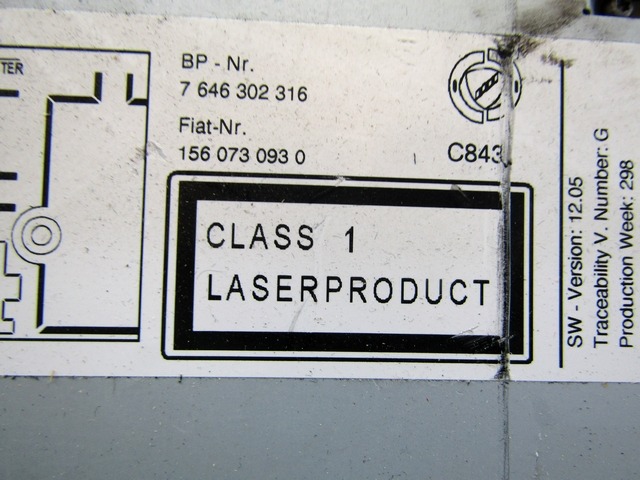 TER
BP - Nr.
7 646 302 316
Fiat-Nr.
156 073 093 0
C843
CLASS 1
LASERPRODUCT
SW - Version: 12.05
Traceability V. Number: G
Production Week: 298